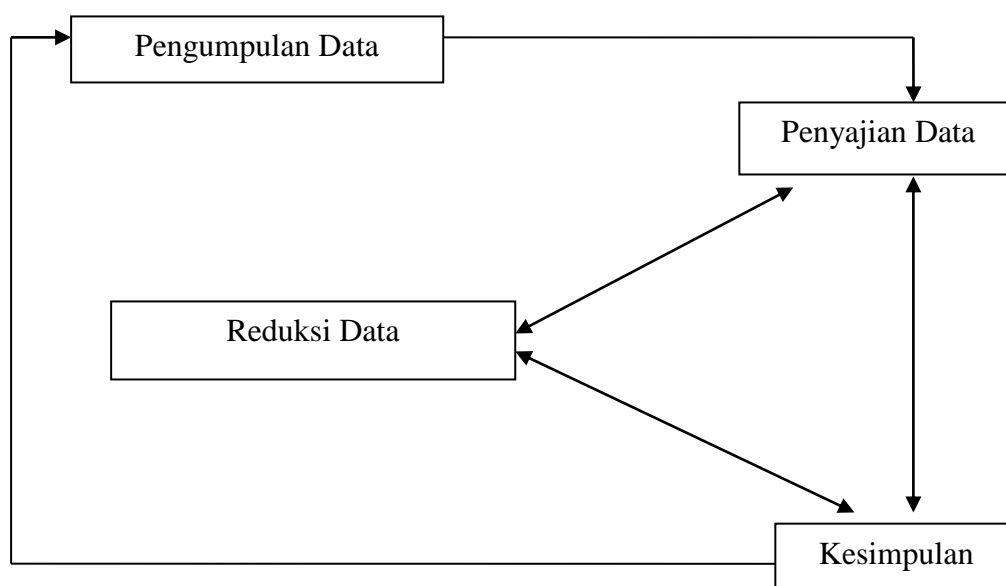 Pengumpulan Data
Penyajian Data
Reduksi Data
Kesimpulan